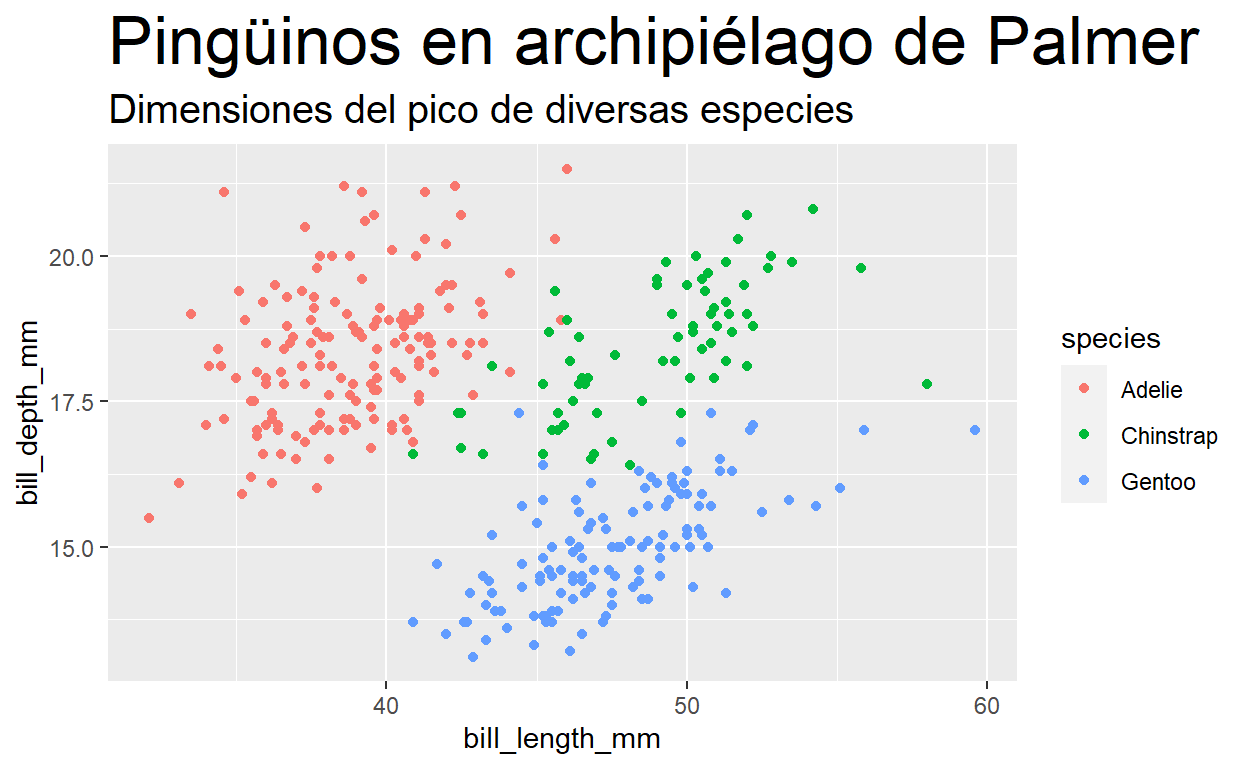 Pingüinos en archipiélago de Palmer
Dimensiones del pico de diversas especies
20.0
17.5
15.0
bill_depth_mm
40
50
60
bill_length_mm
species
Adelie
Chinstrap
Gentoo